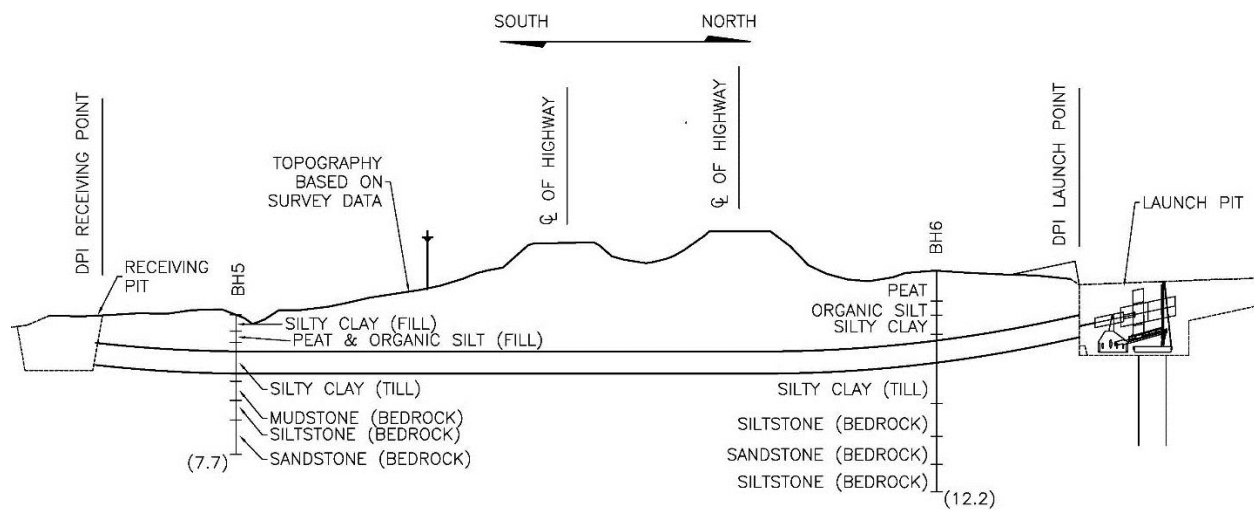 SOUTH
NORTH
DPI RECEIVING POINT
RECEIVING
PIT
BH5
TOPOGRAPHY
BASED ON
SURVEY DATA
℄ OF HIGHWAY
℄ OF HIGHWAY
BH6
DPI LAUNCH POINT
LAUNCH PIT
SILTY CLAY (FILL)
PEAT & ORGANIC SILT (FILL)
SILTY CLAY (TILL)
MUDSTONE (BEDROCK)
SILTSTONE (BEDROCK)
SANDSTONE (BEDROCK)
(7.7)
PEAT
ORGANIC SILT
SILTY CLAY
SILTY CLAY (TILL)
SILTSTONE (BEDROCK)
SANDSTONE (BEDROCK)
SILTSTONE (BEDROCK)
(12.2)